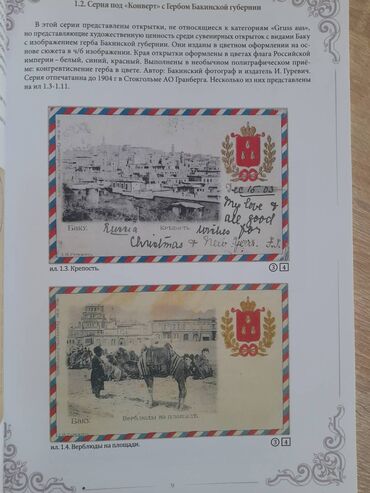 1.2. Серия под «Конверт» с Гербом Бакинской губернии
В этой серии представлены открытки, не относящиеся к категориям «Gruss aus»,
но представляющие художественную ценность среди сувенирных открыток с видами Баку
с изображением герба Бакинской губернии. Они изданы в цветном оформлении на ос-
нове сюжета в ч/б изображении. Края открытки оформлены в цветах флага Российской
империи - белый, синий, красный. Выполнены в необычном полиграфическом приё-
ме: конгревтиснение герба в цвете. Автор: Бакинский фотограф и издатель И. Гуревич.
Серия отпечатана до 1904 г в Стокгольме АО Гранберга. Несколько из них представлены
на ил 1.3-1.11.
Dec 16 03
My love &
all good
Баку.
Russia
Крѣпость.
wishes for
Christmas & New Years.
ил. 1.3. Крепость.
3 4
Баку.
Верблюды на площади.
ил. 1.4. Верблюды на площади.
3 4
9